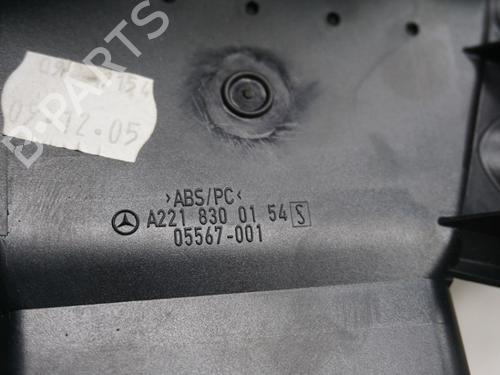 05.12.05
B-PARTS
>ABS/PC<
A221 830 01 54 S
05567-001